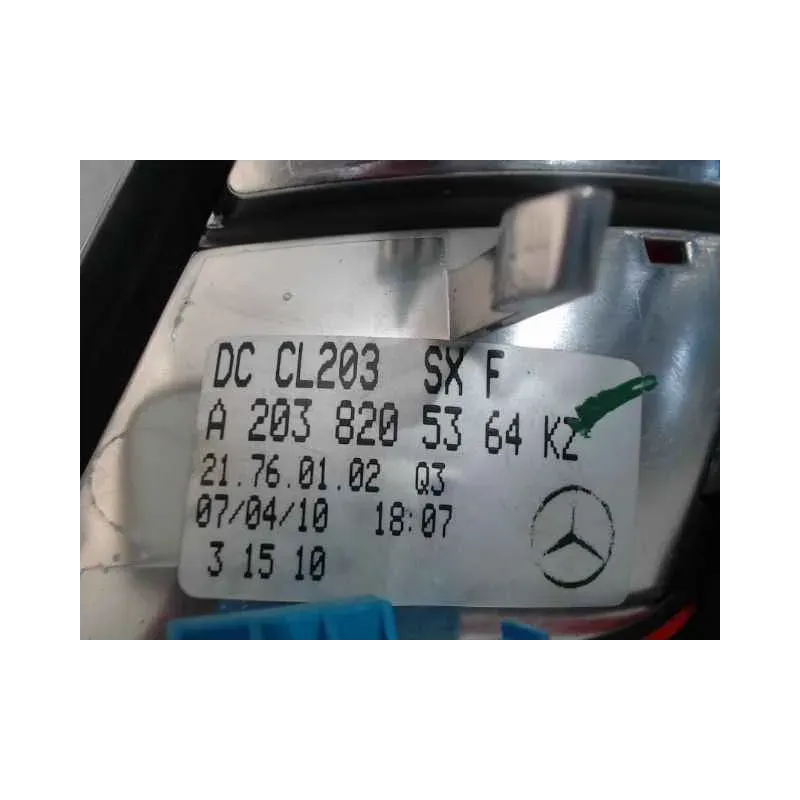 DC CL203 SX F
A 203 820 53 64 KZ
21.76.01.02 Q3
07/04/10 18:07
3 15 10